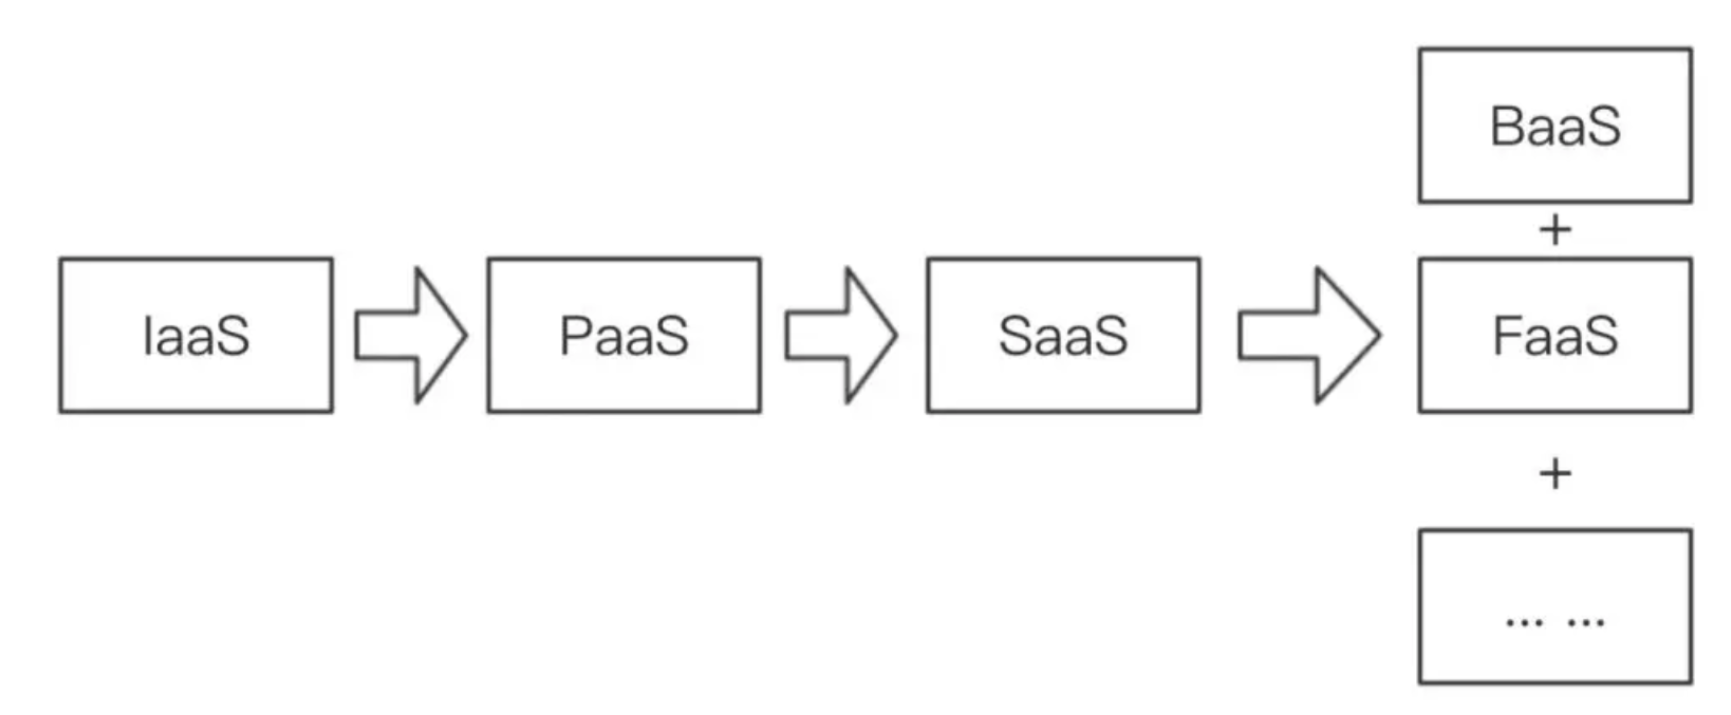 BaaS
+
IaaS
PaaS
SaaS
FaaS
+
... ...